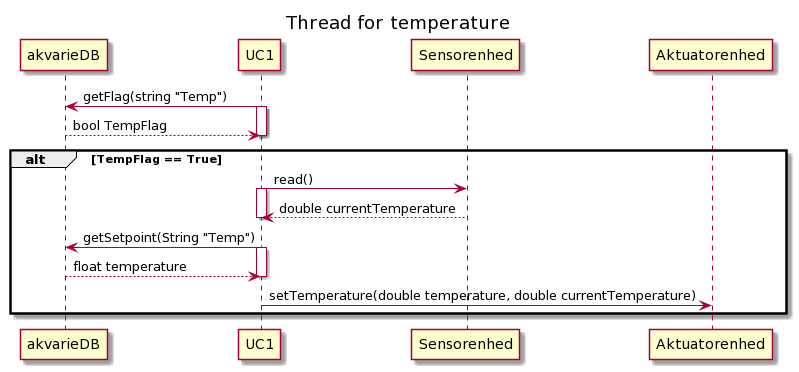 Thread for temperature
akvarieDB UC1 Sensorenhed Aktuatorenhed
getFlag(string "Temp")
bool TempFlag
alt [TempFlag == True]
read()
double currentTemperature
getSetpoint(String "Temp")
float temperature
setTemperature(double temperature, double currentTemperature)
akvarieDB UC1 Sensorenhed Aktuatorenhed